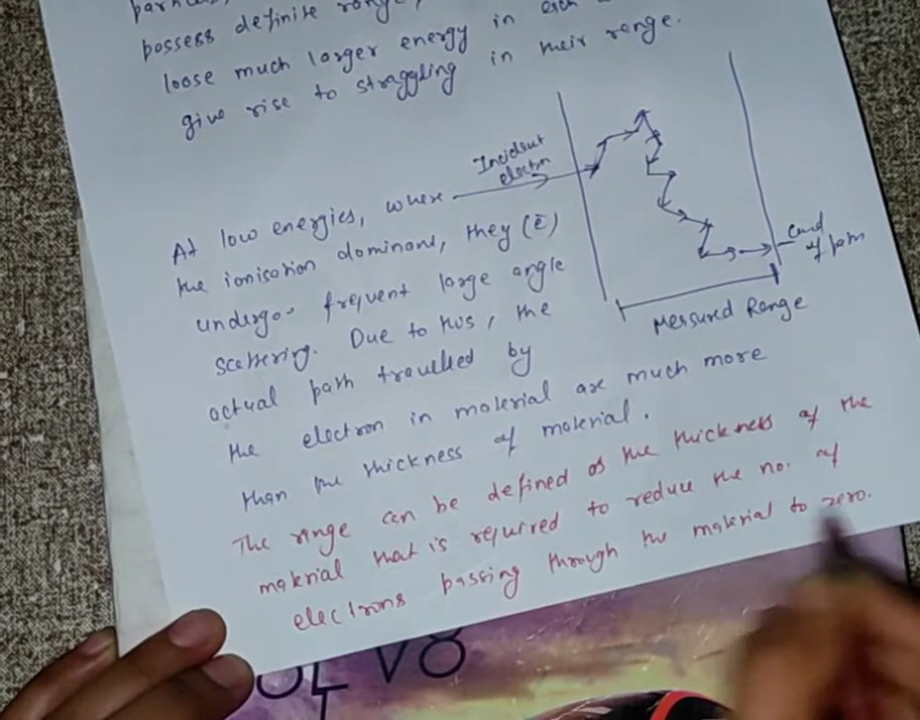 possess definite range,
loose much larger energy in each
give rise to straggling in their range.
Incident
electron
At low energies, where
the ionisation dominant, they (ē)
undergo frequent large angle
scattering. Due to this, the
actual path travelled by
the electron in material are much more
than the thickness of material.
end
of path
Measured Range
The range can be defined as the thickness of the
material that is required to reduce the no. of
electrons passing through the material to zero.
V8